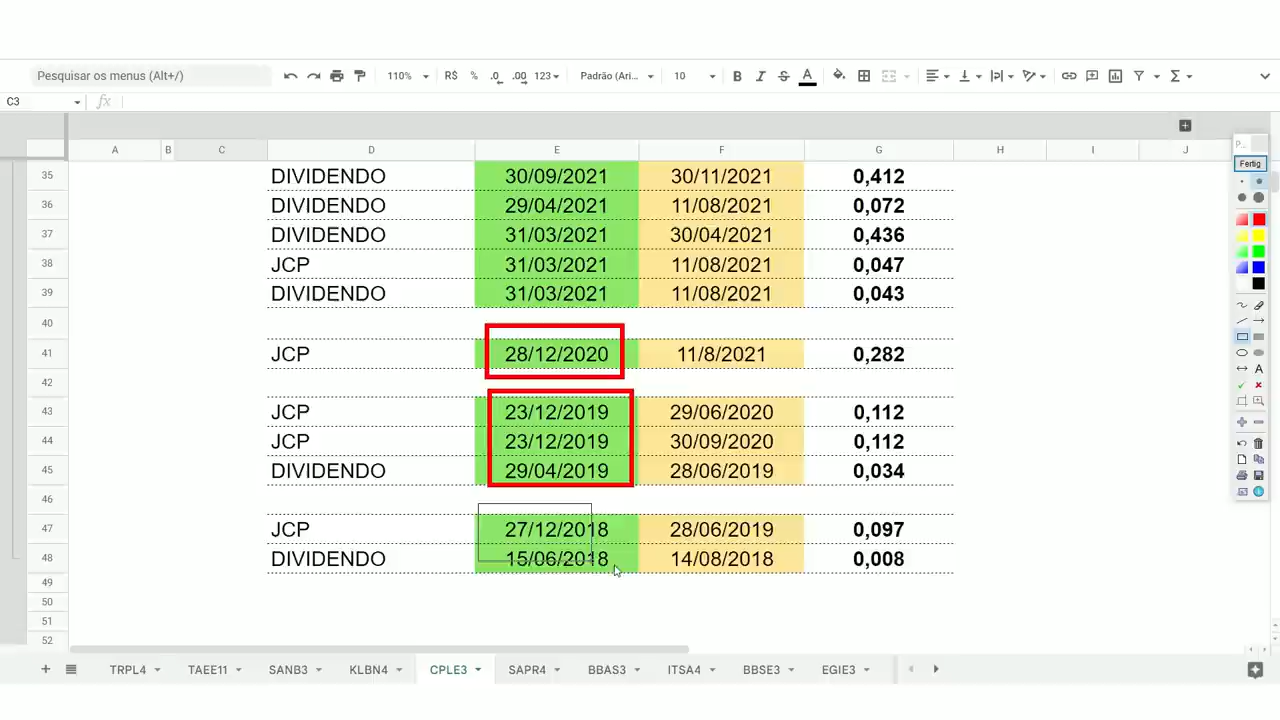 Pesquisar os menus (Alt+/) 110% R$ % .0 .00 123 Padrão (Ari... 10 B I S A Σ
C3 fx
A B C D E F G H I J
P...
Fertig
35 DIVIDENDO 30/09/2021 30/11/2021 0,412
36 DIVIDENDO 29/04/2021 11/08/2021 0,072
37 DIVIDENDO 31/03/2021 30/04/2021 0,436
38 JCP 31/03/2021 11/08/2021 0,047
39 DIVIDENDO 31/03/2021 11/08/2021 0,043
40
41 JCP 28/12/2020 11/8/2021 0,282
42
43 JCP 23/12/2019 29/06/2020 0,112
44 JCP 23/12/2019 30/09/2020 0,112
45 DIVIDENDO 29/04/2019 28/06/2019 0,034
46
47 JCP 27/12/2018 28/06/2019 0,097
48 DIVIDENDO 15/06/2018 14/08/2018 0,008
49
50
51
52
TRPL4 TAEE11 SANB3 KLBN4 CPLE3 SAPR4 BBAS3 ITSA4 BBSE3 EGIE3